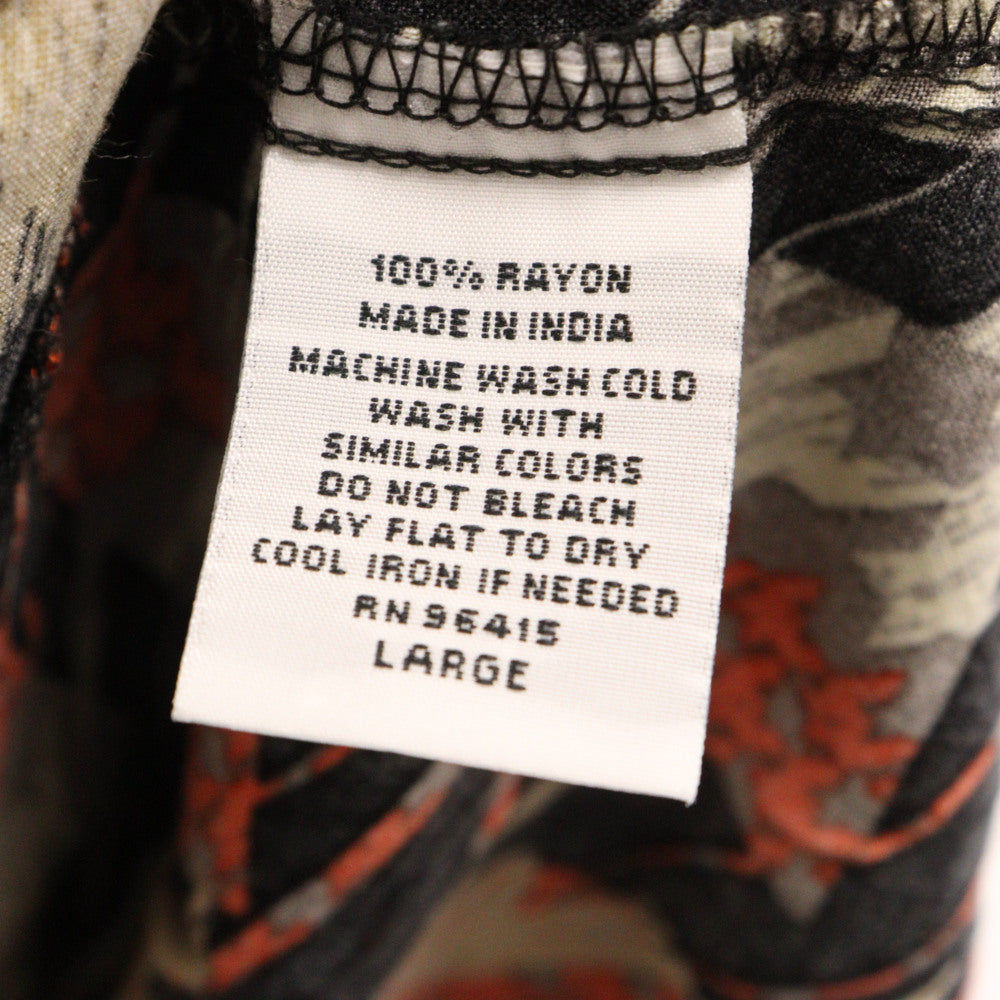 100% RAYON
MADE IN INDIA
MACHINE WASH COLD
WASH WITH
SIMILAR COLORS
DO NOT BLEACH
LAY FLAT TO DRY
COOL IRON IF NEEDED
RN 96415
LARGE